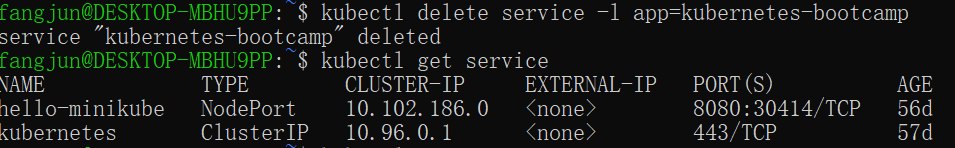 fangjun@DESKTOP-MBHU9PP:~$ kubectl delete service -l app=kubernetes-bootcamp
service "kubernetes-bootcamp" deleted
fangjun@DESKTOP-MBHU9PP:~$ kubectl get service
NAME TYPE CLUSTER-IP EXTERNAL-IP PORT(S) AGE
hello-minikube NodePort 10.102.186.0 <none> 8080:30414/TCP 56d
kubernetes ClusterIP 10.96.0.1 <none> 443/TCP 57d